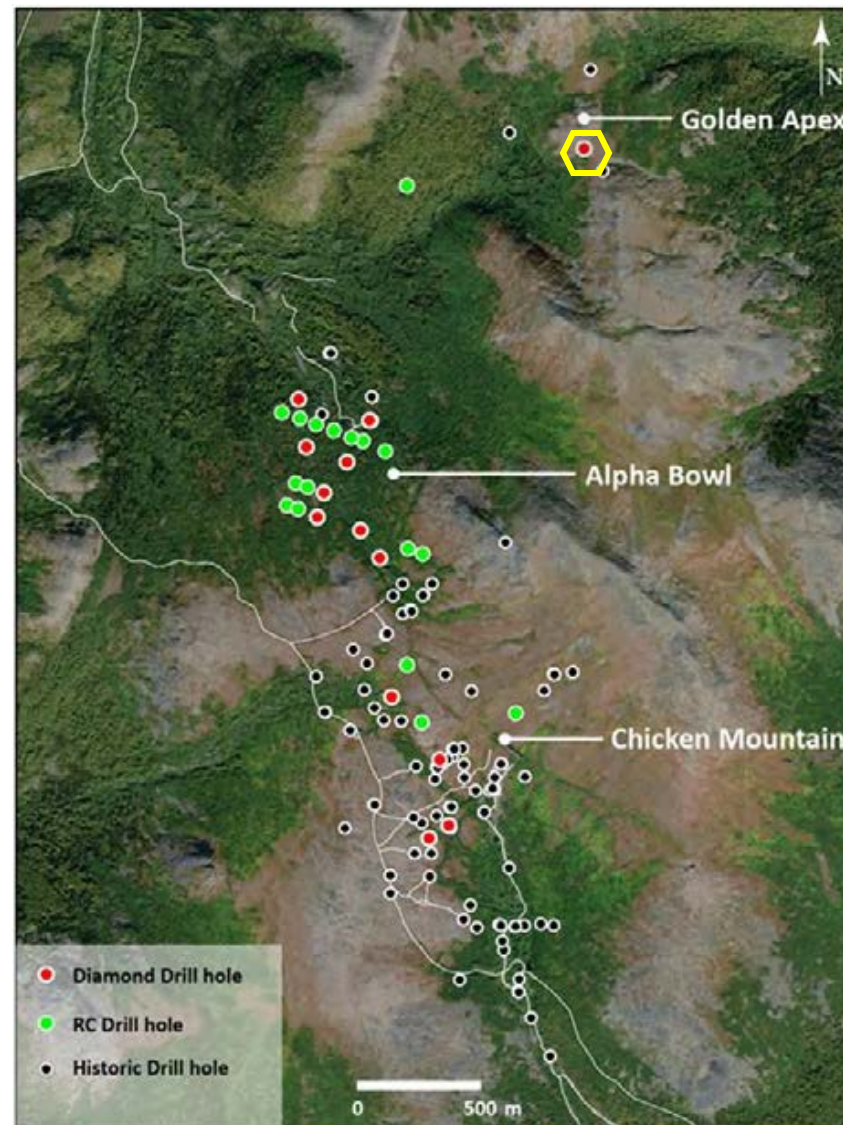 N
Golden Apex
Alpha Bowl
Chicken Mountain
Diamond Drill hole
RC Drill hole
Historic Drill hole
0 500 m